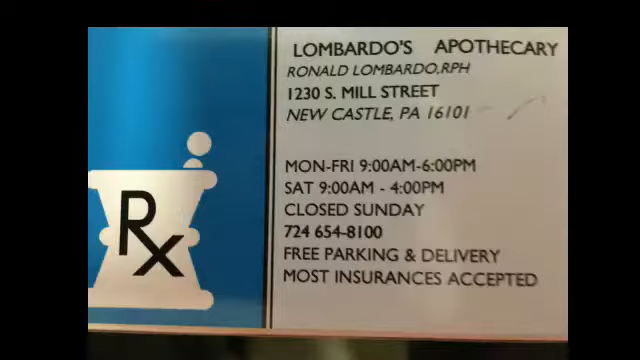 LOMBARDO'S APOTHECARY
RONALD LOMBARDO,RPH
1230 S. MILL STREET
NEW CASTLE, PA 16101
MON-FRI 9:00AM-6:00PM
SAT 9:00AM - 4:00PM
CLOSED SUNDAY
724 654-8100
FREE PARKING & DELIVERY
MOST INSURANCES ACCEPTED
Rx